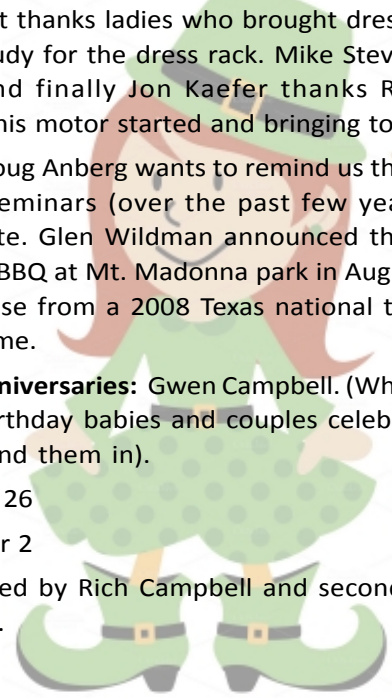 t thanks ladies who brought dres
udy for the dress rack. Mike Stev
nd finally Jon Kaefer thanks R
his motor started and bringing to
oug Anberg wants to remind us th
eminars (over the past few yea
te. Glen Wildman announced th
BBQ at Mt. Madonna park in Aug
se from a 2008 Texas national t
me.
niversaries: Gwen Campbell. (Wh
irthday babies and couples celeb
nd them in).
26
r 2
ed by Rich Campbell and second
.